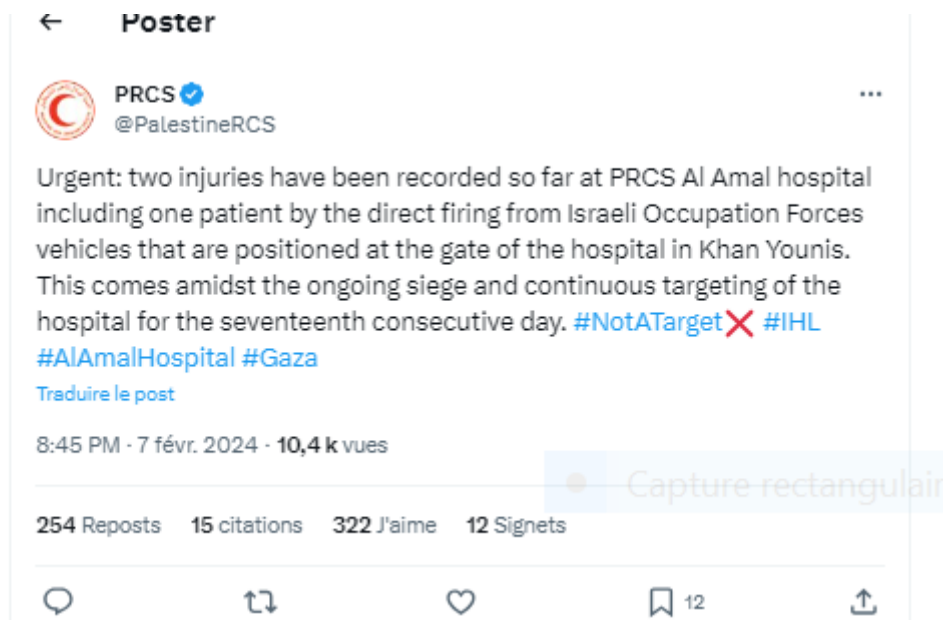 Poster
PRCS
@PalestineRCS
Urgent: two injuries have been recorded so far at PRCS Al Amal hospital
including one patient by the direct firing from Israeli Occupation Forces
vehicles that are positioned at the gate of the hospital in Khan Younis.
This comes amidst the ongoing siege and continuous targeting of the
hospital for the seventeenth consecutive day. #NotATarget❌ #IHL
#AlAmalHospital #Gaza
Traduire le post
8:45 PM · 7 févr. 2024 · 10,4 k vues
Capture rectangulair
254 Reposts 15 citations 322 J'aime 12 Signets
12